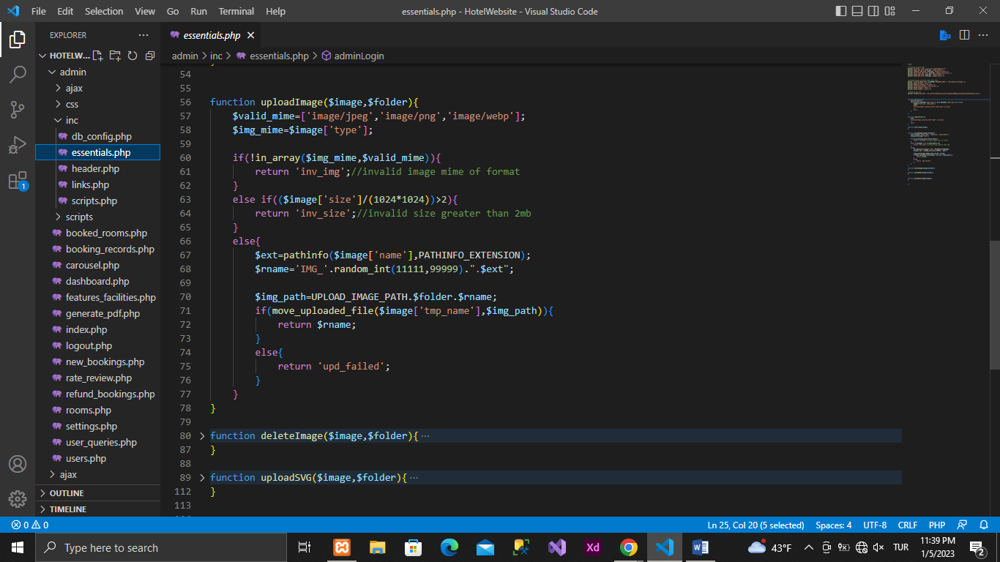 File Edit Selection View Go Run Terminal Help
essentials.php - HotelWebsite - Visual Studio Code
EXPLORER
HOTELW...
admin
ajax
css
inc
db_config.php
essentials.php
header.php
links.php
scripts.php
scripts
booked_rooms.php
booking_records.php
carousel.php
dashboard.php
features_facilities.php
generate_pdf.php
index.php
logout.php
new_bookings.php
rate_review.php
refund_bookings.php
rooms.php
settings.php
user_queries.php
users.php
ajax
OUTLINE
TIMELINE
1
essentials.php
admin > inc > essentials.php > adminLogin
54
55
56 function uploadImage($image,$folder){
57 $valid_mime=['image/jpeg','image/png','image/webp'];
58 $img_mime=$image['type'];
59
60 if(!in_array($img_mime,$valid_mime)){
61 return 'inv_img';//invalid image mime of format
62 }
63 else if(($image['size']/(1024*1024))>2){
64 return 'inv_size';//invalid size greater than 2mb
65 }
66 else{
67 $ext=pathinfo($image['name'],PATHINFO_EXTENSION);
68 $rname='IMG_'.random_int(11111,99999).".$ext";
69
70 $img_path=UPLOAD_IMAGE_PATH.$folder.$rname;
71 if(move_uploaded_file($image['tmp_name'],$img_path)){
72 return $rname;
73 }
74 else{
75 return 'upd_failed';
76 }
77 }
78 }
79
80 function deleteImage($image,$folder){ ...
87 }
88
89 function uploadSVG($image,$folder){ ...
112 }
113
0 0
Ln 25, Col 20 (5 selected) Spaces: 4 UTF-8 CRLF PHP
Type here to search
Xd
43°F
TUR
11:39 PM
1/5/2023
2